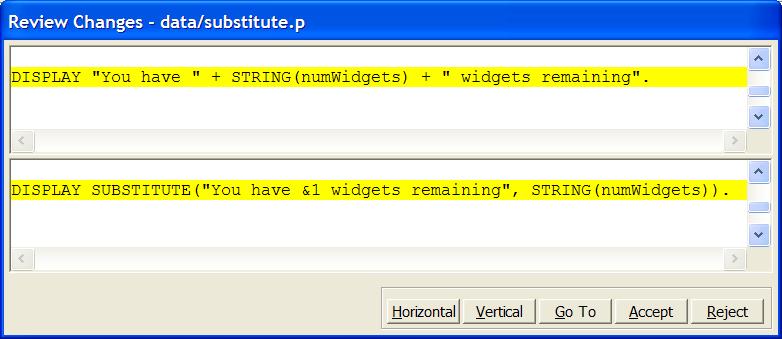 Review Changes - data/substitute.p
DISPLAY "You have " + STRING(numWidgets) + " widgets remaining".
DISPLAY SUBSTITUTE("You have &1 widgets remaining", STRING(numWidgets)).
Horizontal Vertical Go To Accept Reject